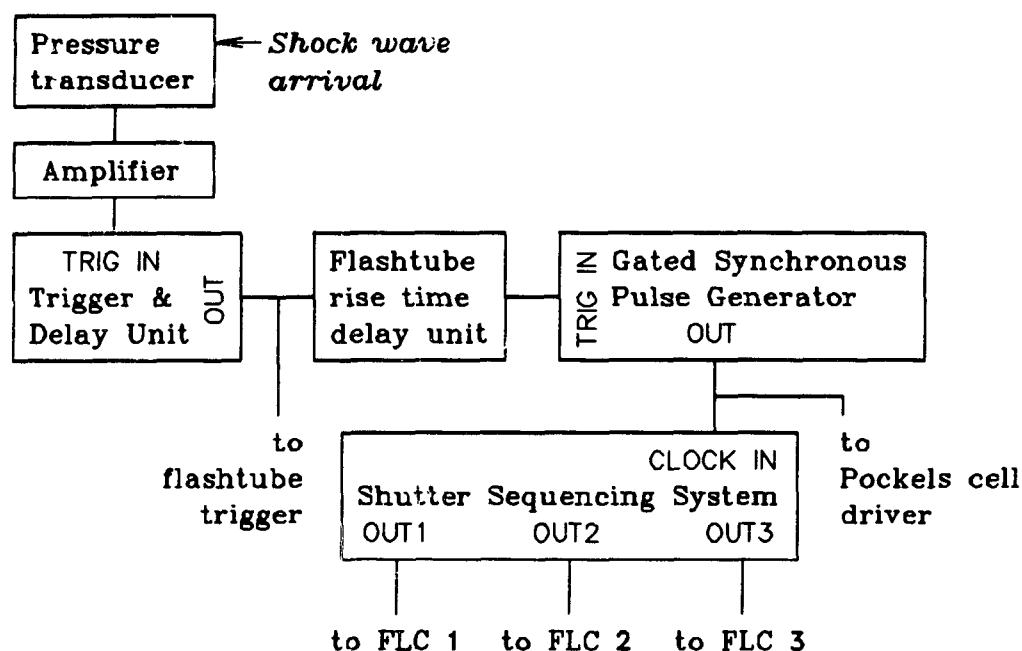 Pressure
transducer
Shock wave
arrival
Amplifier
TRIG IN
Trigger &
Delay Unit
OUT
Flashtube
rise time
delay unit
TRIG IN
Gated Synchronous
Pulse Generator
OUT
to
flashtube
trigger
CLOCK IN
Shutter Sequencing System
OUT1 OUT2 OUT3
to
Pockels cell
driver
to FLC 1 to FLC 2 to FLC 3